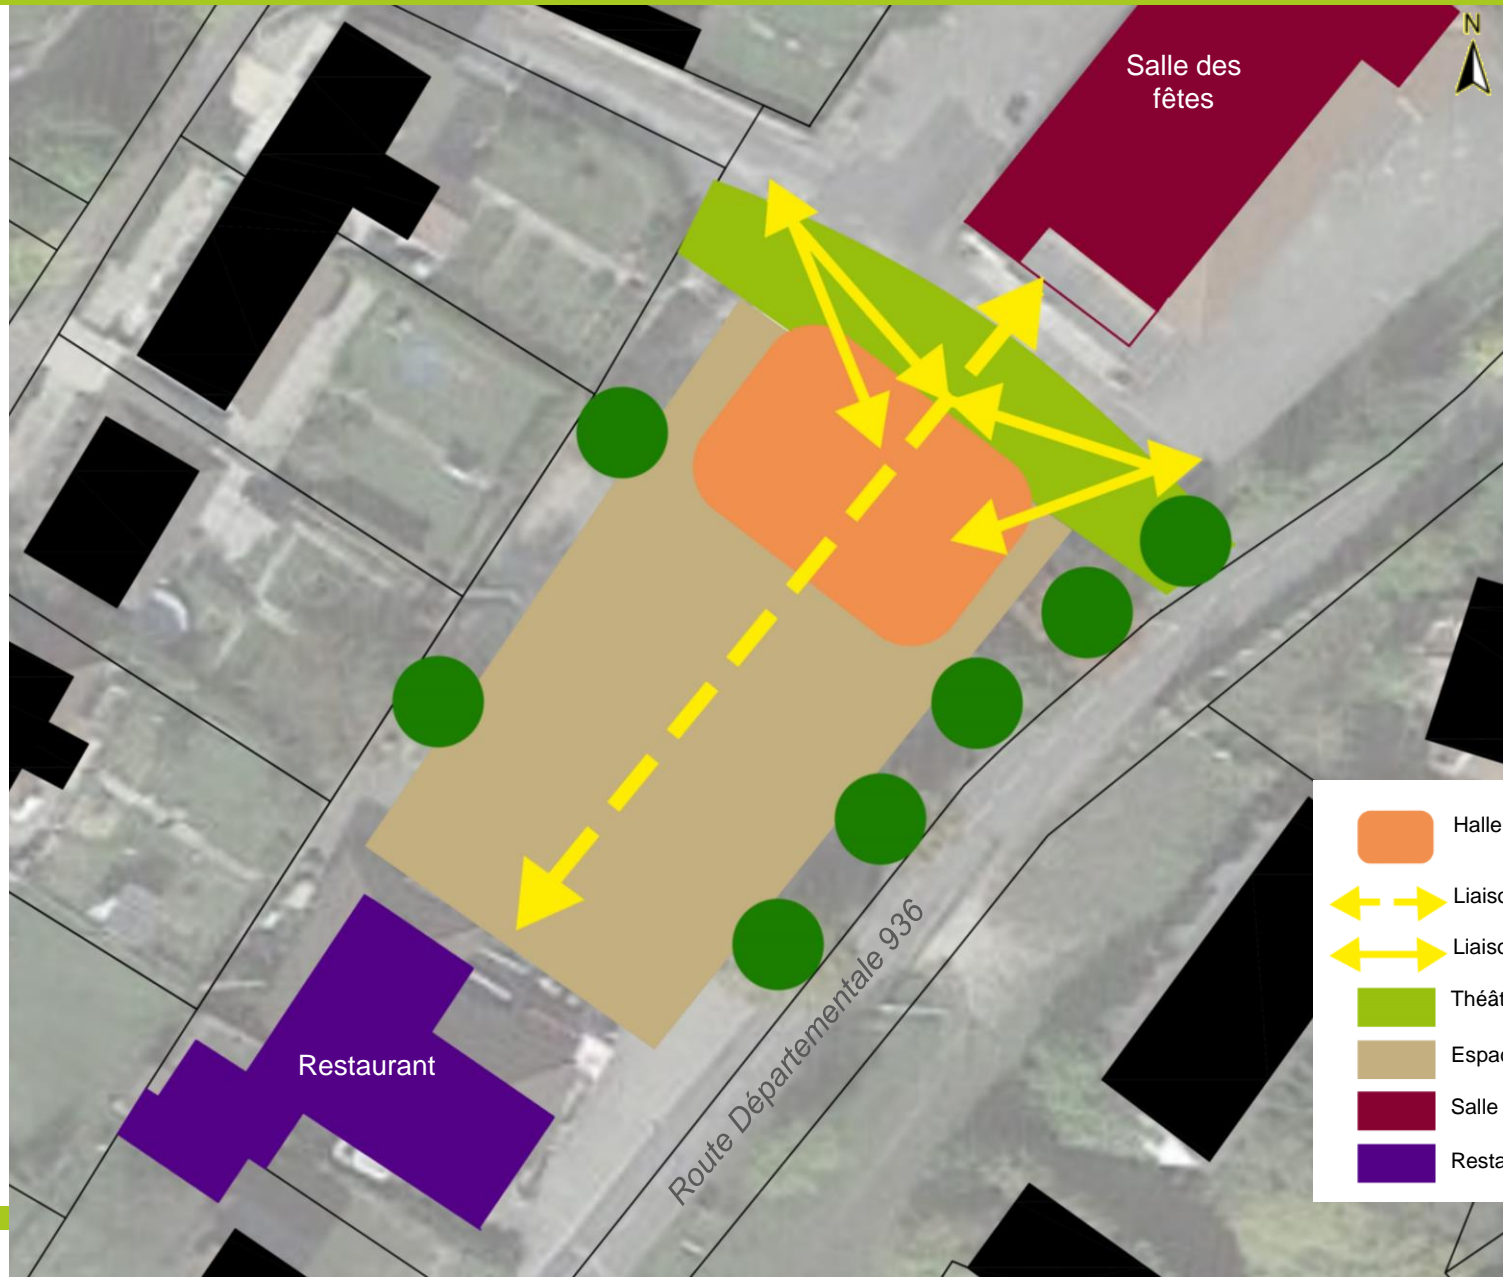 N
Salle des
fêtes
Restaurant
Route Départementale 936
Halle
Liaiso
Liaiso
Théât
Espac
Salle
Resta